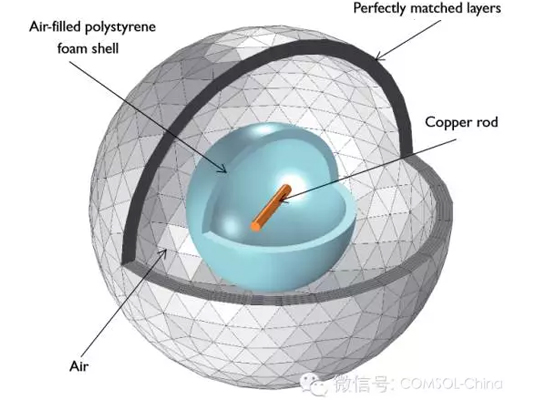 Perfectly matched layers
Air-filled polystyrene
foam shell
Copper rod
Air
微信号: COMSOL-China